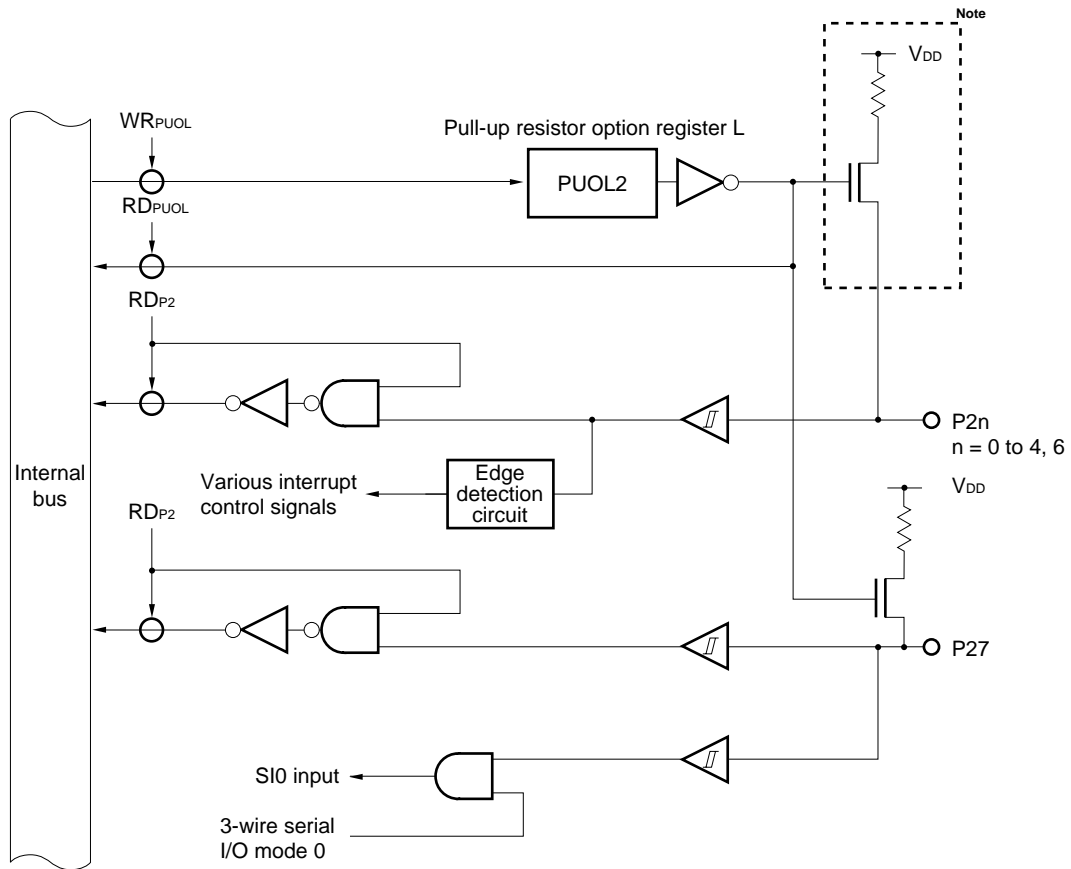 Note
VDD
WRPUOL
Pull-up resistor option register L
PUOL2
RDPUOL
RDP2
P2n
n = 0 to 4, 6
Internal
bus
Various interrupt
control signals
Edge
detection
circuit
VDD
RDP2
P27
SI0 input
3-wire serial
I/O mode 0